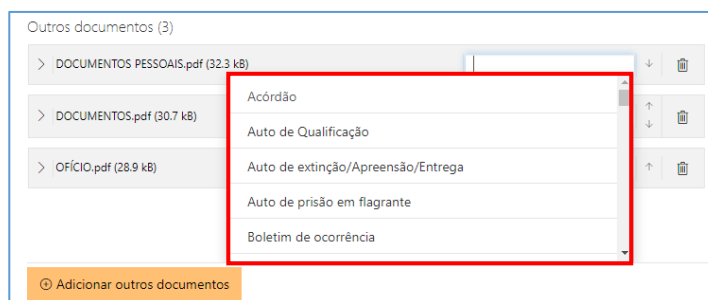 Outros documentos (3)
DOCUMENTOS PESSOAIS.pdf (32.3 kB)
Acórdão
DOCUMENTOS.pdf (30.7 kB)
Auto de Qualificação
OFÍCIO.pdf (28.9 kB)
Auto de extinção/Apreensão/Entrega
Auto de prisão em flagrante
Boletim de ocorrência
Adicionar outros documentos